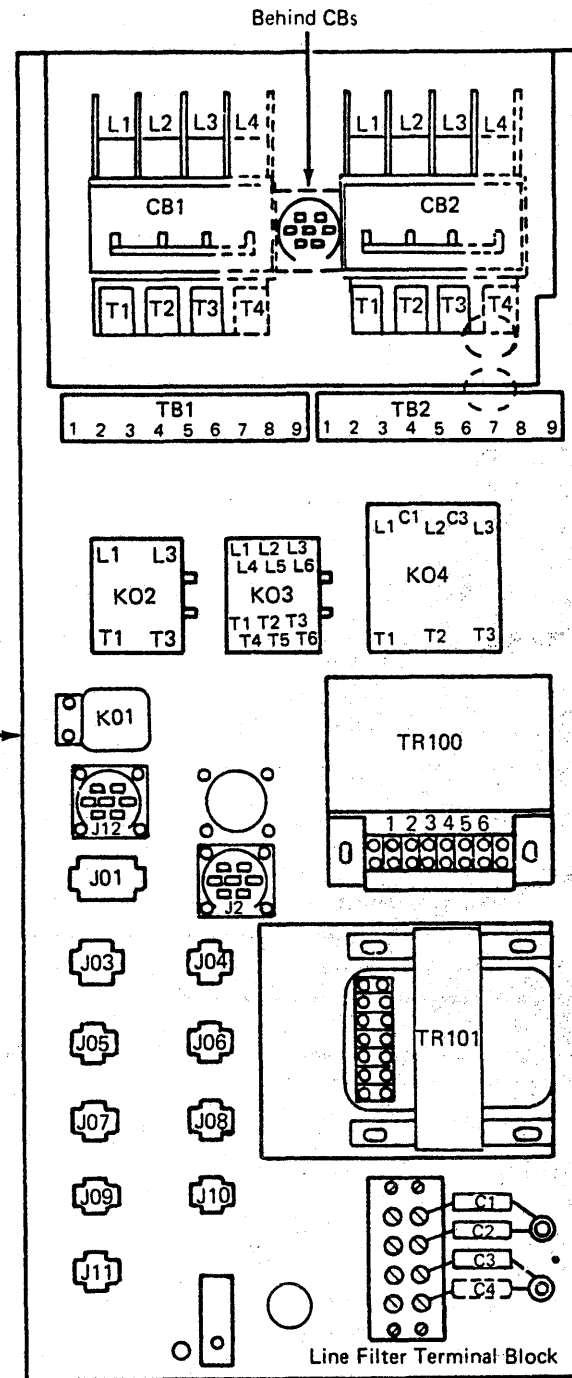 Behind CBs
L1 L2 L3 L4 L1 L2 L3 L4
CB1 CB2
T1 T2 T3 T4 T1 T2 T3 T4
TB1 TB2
1 2 3 4 5 6 7 8 9 1 2 3 4 5 6 7 8 9
L1 L3
K02
T1 T3
L1 L2 L3
L4 L5 L6
K03
T1 T2 T3
T4 T5 T6
L1 C1 L2 C3 L3
K04
T1 T2 T3
K01
TR100
1 2 3 4 5 6
J12
J01
J2
J03 J04
J05 J06
TR101
J07 J08
J09 J10
J11
C1
C2
C3
C4
Line Filter Terminal Block